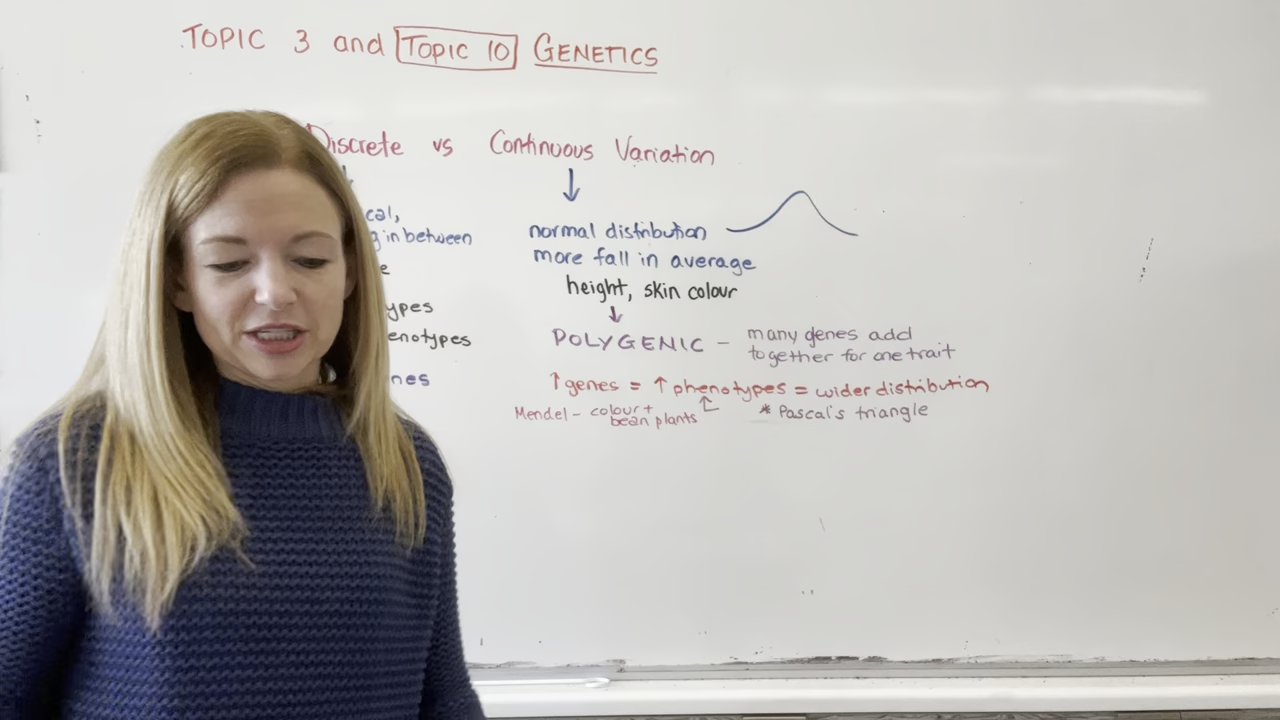 TOPIC 3 and Topic 10 GENETICS
Discrete vs Continuous Variation
cal,
in between
normal distribution
more fall in average
height, skin colour
ypes
enotypes
nes
POLYGENIC - many genes add
together for one trait
↑ genes = ↑ phenotypes = wider distribution
Mendel - colour +
bean plants
* Pascal's triangle